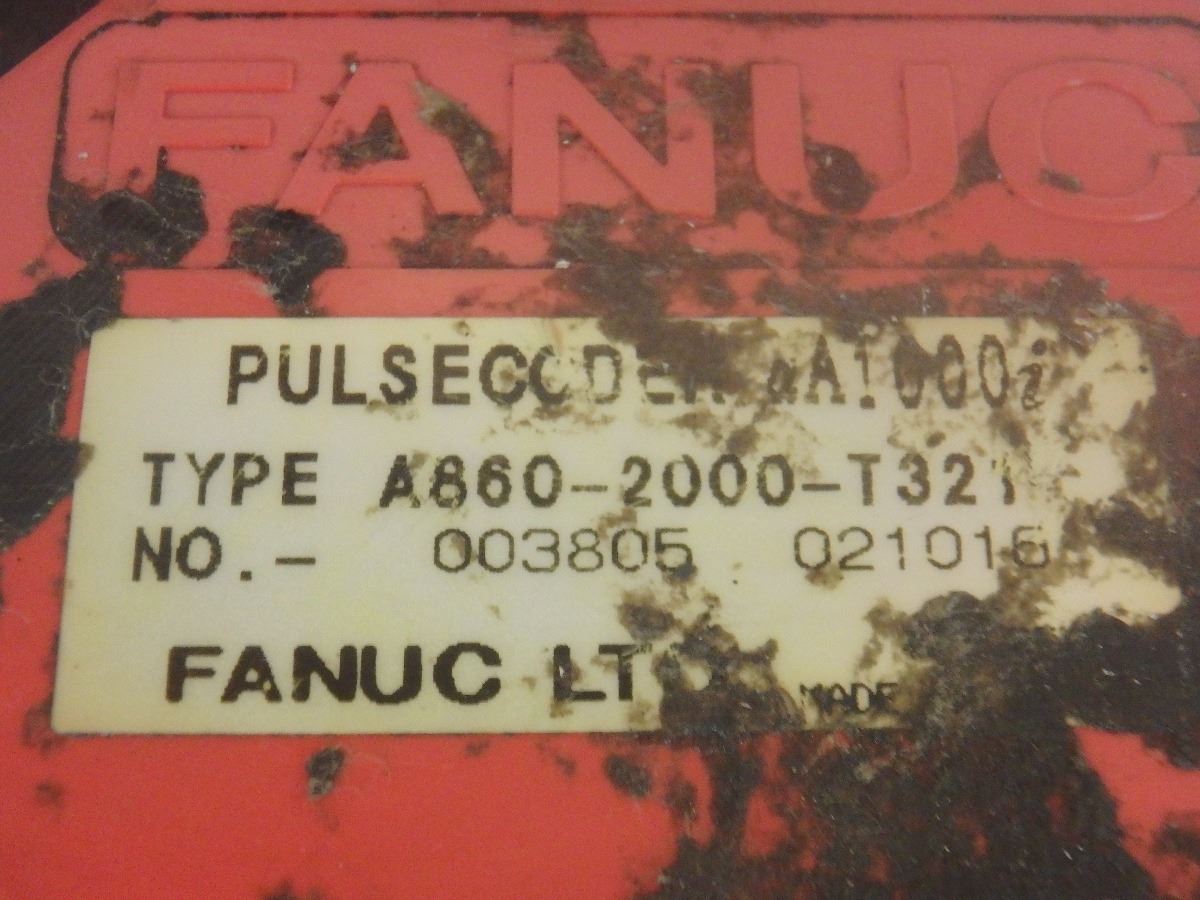 FANUC
PULSECODER αA1000i
TYPE A860-2000-T321
NO.- 003805 021016
FANUC LT
MADE